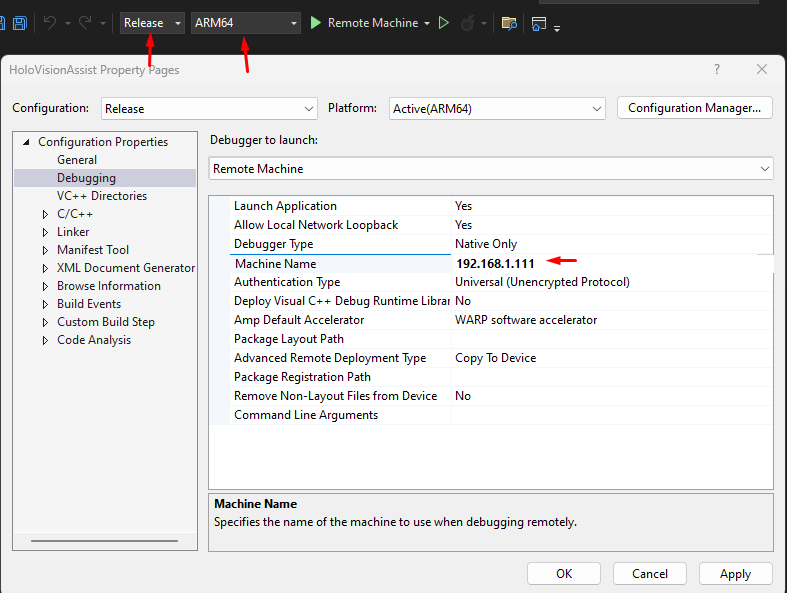 Release ARM64 Remote Machine
HoloVisionAssist Property Pages ?
Configuration: Release Platform: Active(ARM64) Configuration Manager...
Configuration Properties
General
Debugging
VC++ Directories
C/C++
Linker
Manifest Tool
XML Document Generator
Browse Information
Build Events
Custom Build Step
Code Analysis
Debugger to launch:
Remote Machine
Launch Application Yes
Allow Local Network Loopback Yes
Debugger Type Native Only
Machine Name 192.168.1.111
Authentication Type Universal (Unencrypted Protocol)
Deploy Visual C++ Debug Runtime Librar No
Amp Default Accelerator WARP software accelerator
Package Layout Path
Advanced Remote Deployment Type Copy To Device
Package Registration Path
Remove Non-Layout Files from Device No
Command Line Arguments
Machine Name
Specifies the name of the machine to use when debugging remotely.
OK Cancel Apply